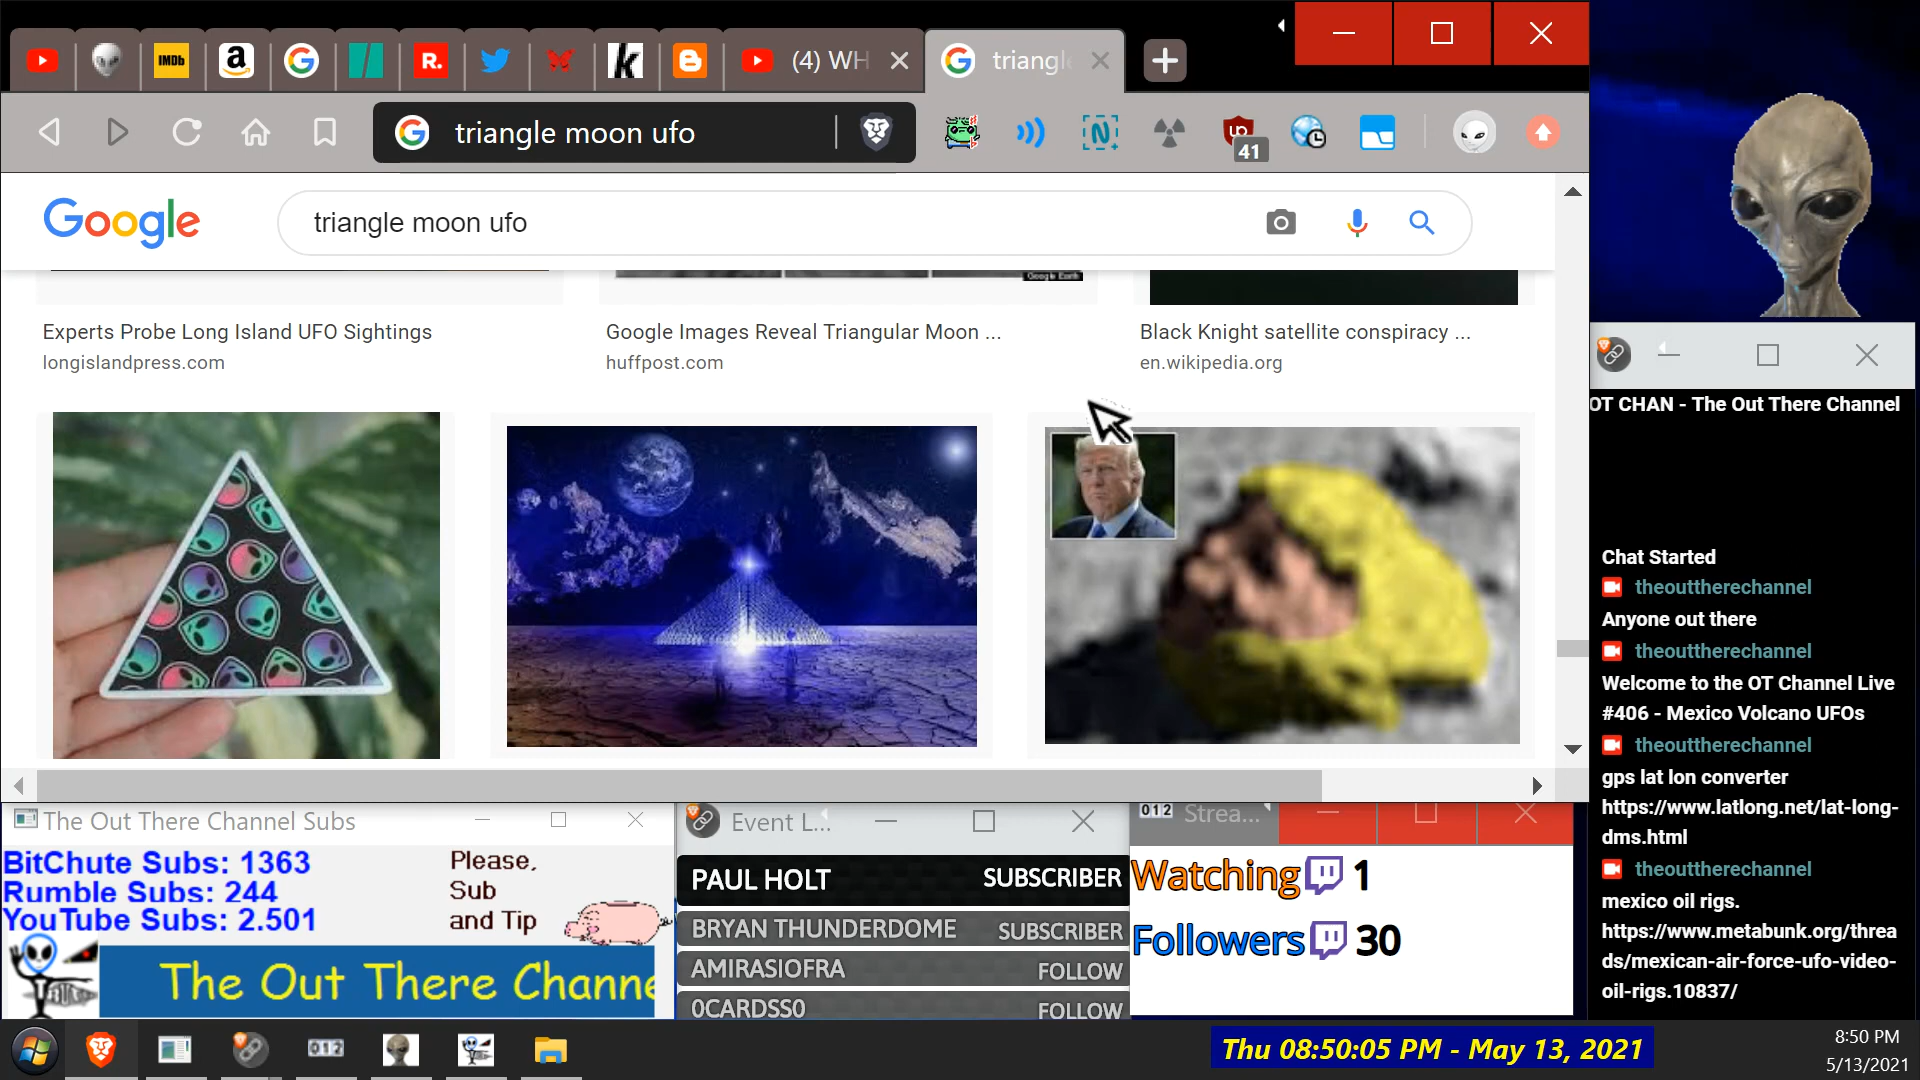 IMDb
a
R.
k
(4) WH
triangl
triangle moon ufo
N
UO
41
Google
triangle moon ufo
Google Earth
Experts Probe Long Island UFO Sightings
longislandpress.com
Google Images Reveal Triangular Moon ...
huffpost.com
Black Knight satellite conspiracy ...
en.wikipedia.org
OT CHAN - The Out There Channel
Chat Started
theouttherechannel
Anyone out there
theouttherechannel
Welcome to the OT Channel Live
#406 - Mexico Volcano UFOs
theouttherechannel
gps lat lon converter
https://www.latlong.net/lat-long-
dms.html
theouttherechannel
mexico oil rigs.
https://www.metabunk.org/threa
ds/mexican-air-force-ufo-video-
oil-rigs.10837/
The Out There Channel Subs
BitChute Subs: 1363
Rumble Subs: 244
YouTube Subs: 2.501
Please,
Sub
and Tip
The Out There Channe
Event L...
PAUL HOLT SUBSCRIBER
BRYAN THUNDERDOME SUBSCRIBER
AMIRASIOFRA FOLLOW
0CARDSS0 FOLLOW
012 Strea...
Watching 1
Followers 30
012
Thu 08:50:05 PM - May 13, 2021
8:50 PM
5/13/2021